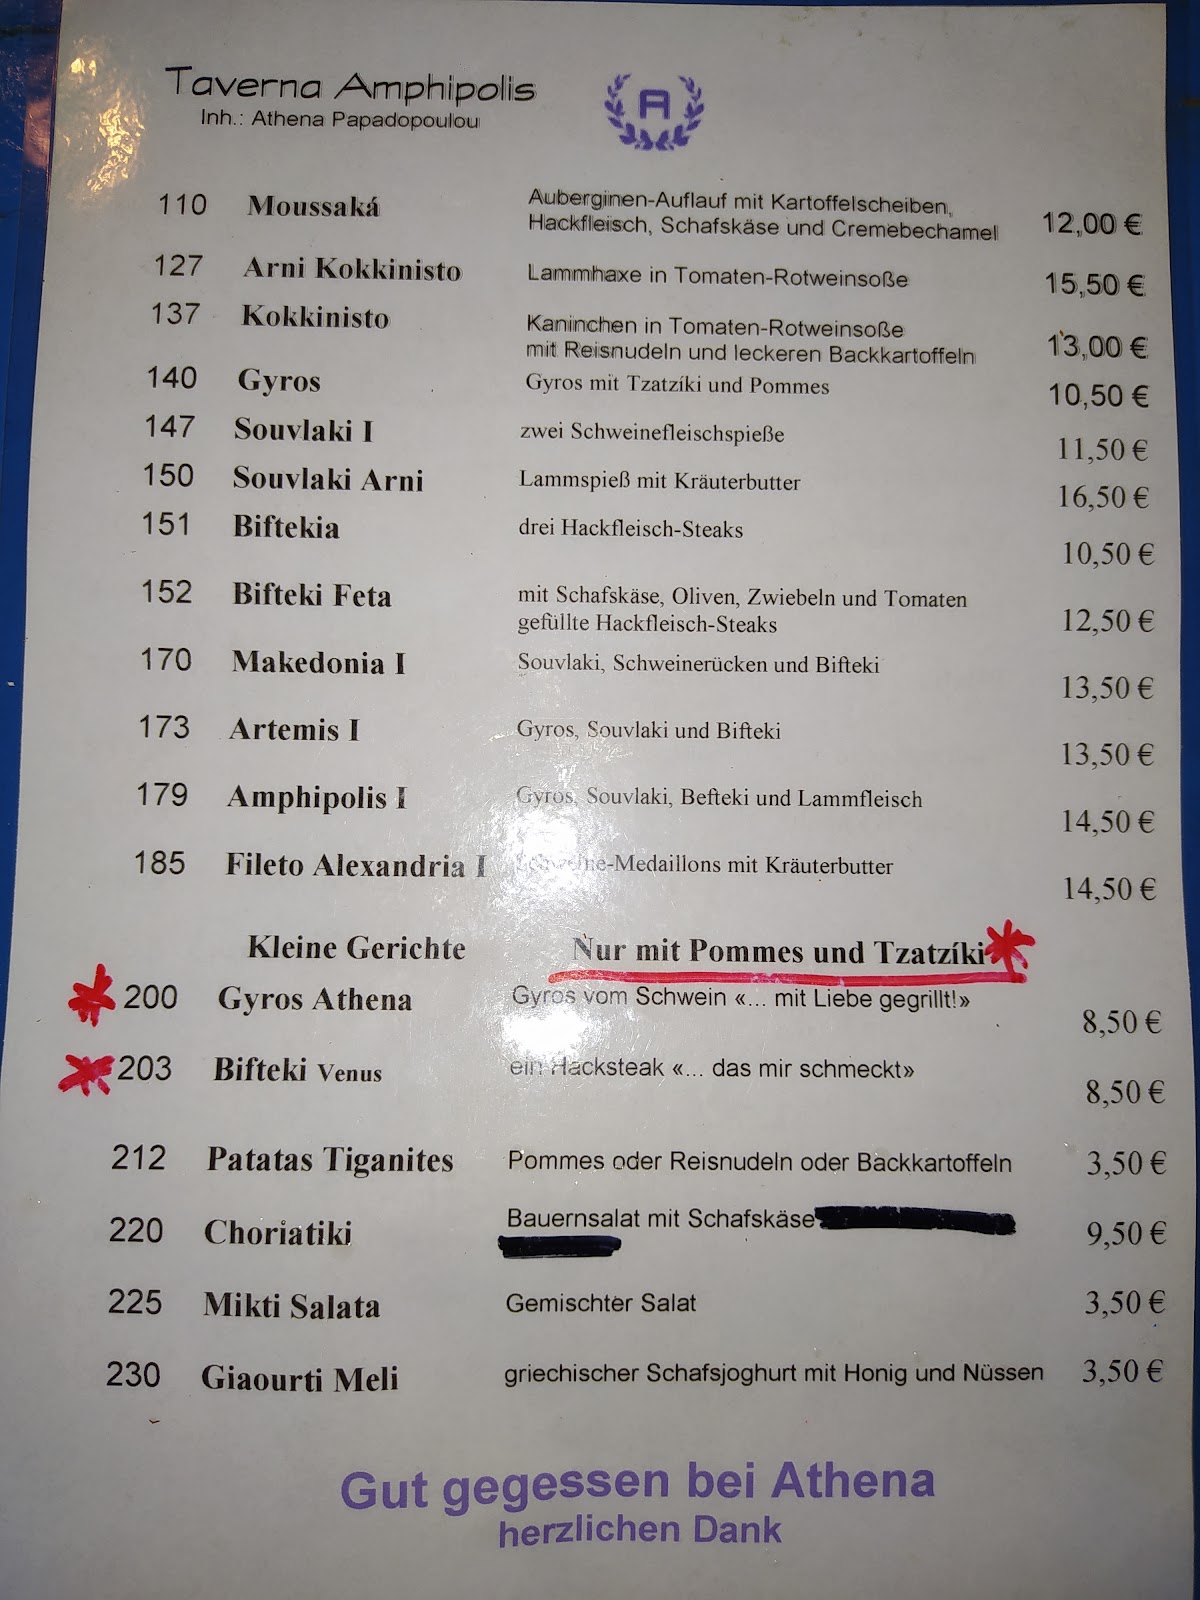 Taverna Amphipolis
Inh.: Athena Papadopoulou
A
110 Moussaká Auberginen-Auflauf mit Kartoffelscheiben,
Hackfleisch, Schafskäse und Cremebechamel 12,00 €
127 Arni Kokkinisto Lammhaxe in Tomaten-Rotweinsoße 15,50 €
137 Kokkinisto Kaninchen in Tomaten-Rotweinsoße
mit Reisnudeln und leckeren Backkartoffeln 13,00 €
140 Gyros Gyros mit Tzatzíki und Pommes 10,50 €
147 Souvlaki I zwei Schweinefleischspieße 11,50 €
150 Souvlaki Arni Lammspieß mit Kräuterbutter 16,50 €
151 Biftekia drei Hackfleisch-Steaks 10,50 €
152 Bifteki Feta mit Schafskäse, Oliven, Zwiebeln und Tomaten
gefüllte Hackfleisch-Steaks 12,50 €
170 Makedonia I Souvlaki, Schweinerücken und Bifteki 13,50 €
173 Artemis I Gyros, Souvlaki und Bifteki 13,50 €
179 Amphipolis I Gyros, Souvlaki, Befteki und Lammfleisch 14,50 €
185 Fileto Alexandria I Schweine-Medaillons mit Kräuterbutter 14,50 €
Kleine Gerichte Nur mit Pommes und Tzatzíki
200 Gyros Athena Gyros vom Schwein «... mit Liebe gegrillt!» 8,50 €
203 Bifteki Venus ein Hacksteak «... das mir schmeckt» 8,50 €
212 Patatas Tiganites Pommes oder Reisnudeln oder Backkartoffeln 3,50 €
220 Choriatiki Bauernsalat mit Schafskäse 9,50 €
225 Mikti Salata Gemischter Salat 3,50 €
230 Giaourti Meli griechischer Schafsjoghurt mit Honig und Nüssen 3,50 €
Gut gegessen bei Athena
herzlichen Dank